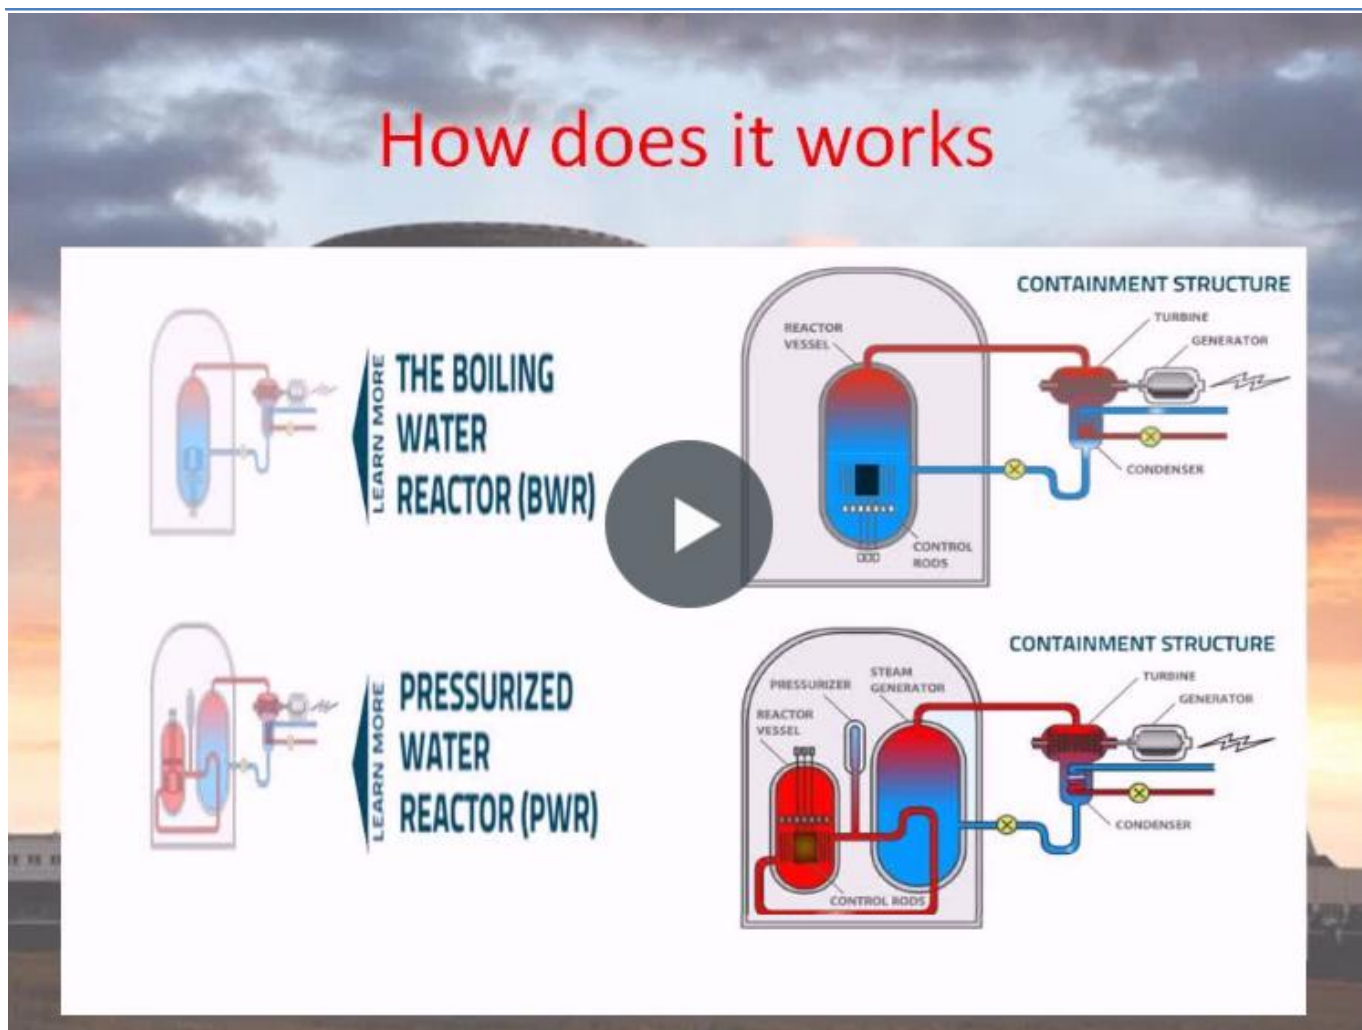 How does it works
LEARN MORE
THE BOILING
WATER
REACTOR (BWR)
CONTAINMENT STRUCTURE
TURBINE
GENERATOR
REACTOR
VESSEL
CONDENSER
CONTROL
RODS
LEARN MORE
PRESSURIZED
WATER
REACTOR (PWR)
CONTAINMENT STRUCTURE
TURBINE
GENERATOR
STEAM
GENERATOR
PRESSURIZER
REACTOR
VESSEL
CONDENSER
CONTROL RODS